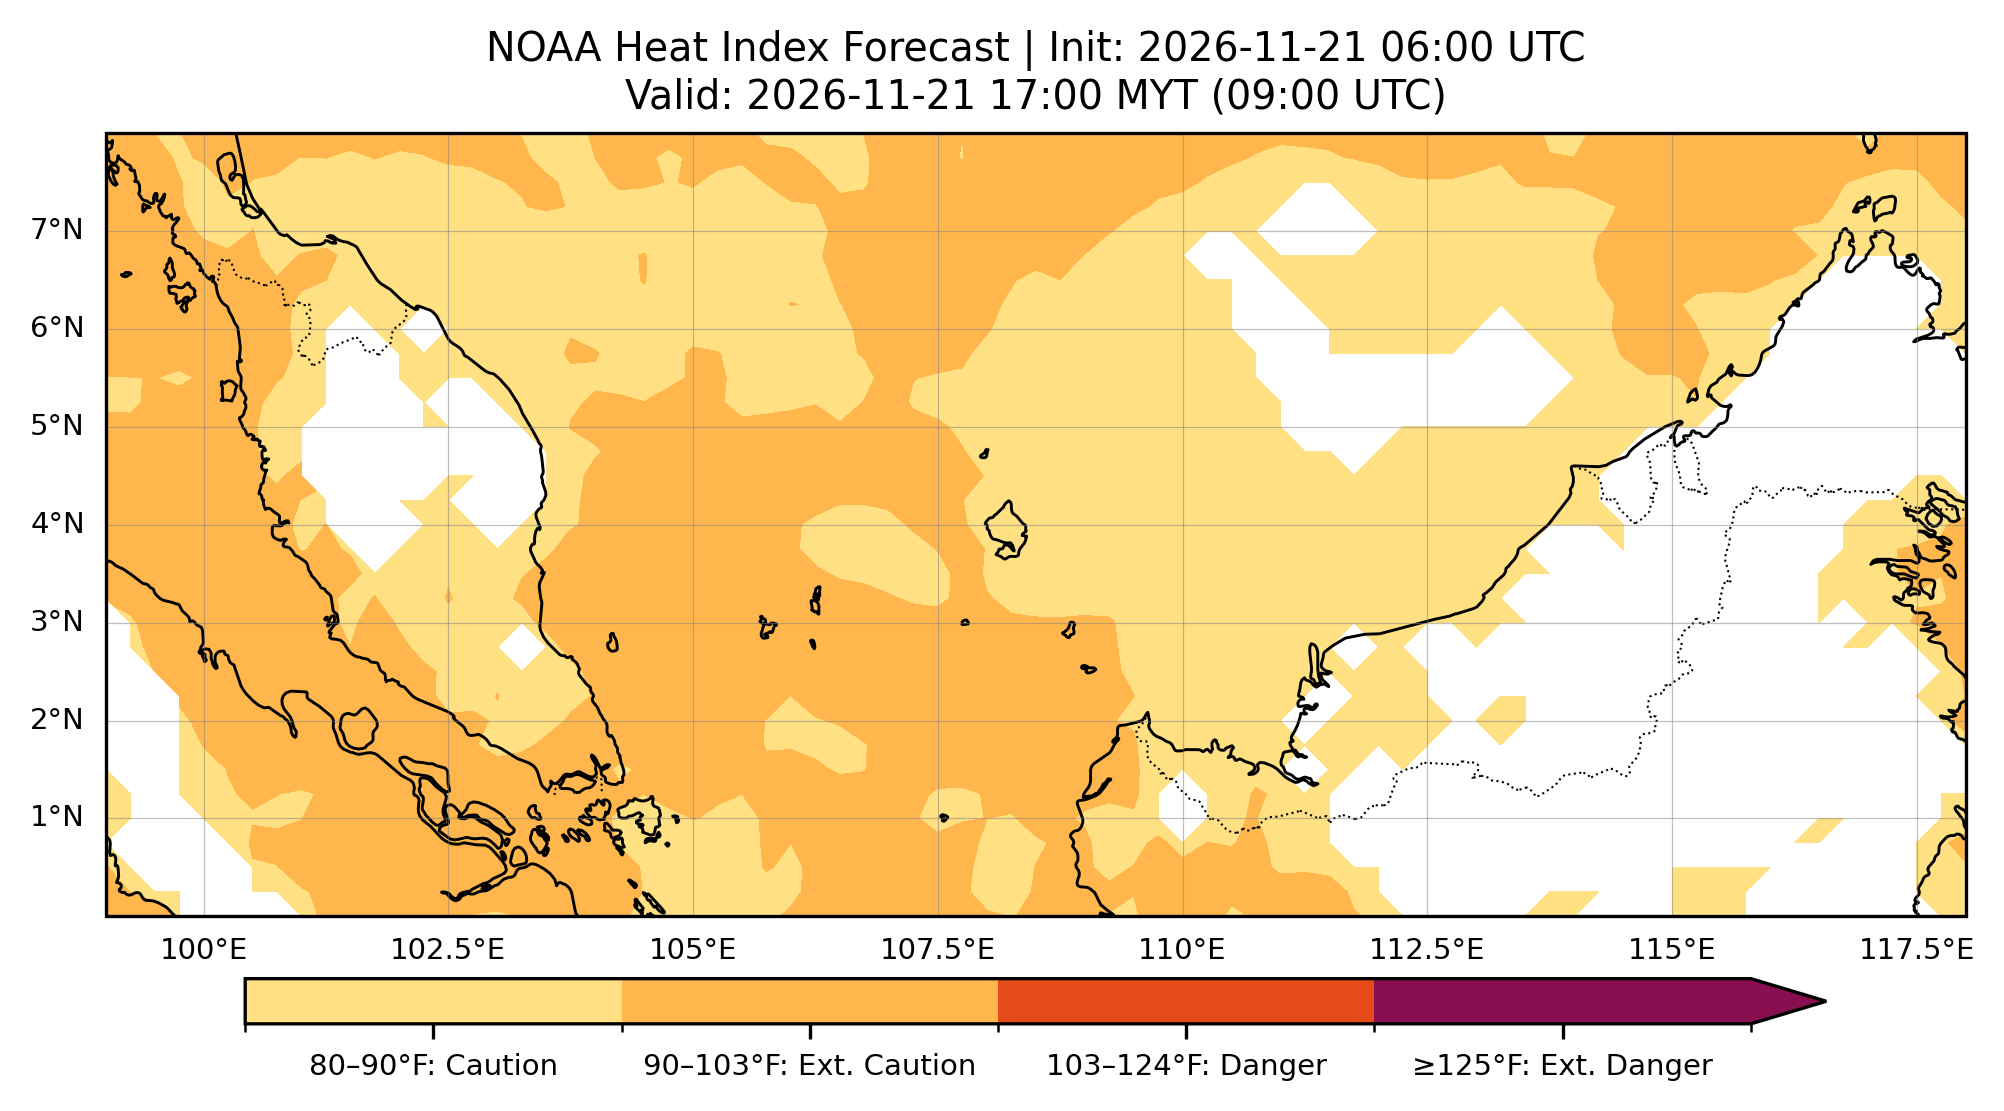 NOAA Heat Index Forecast | Init: 2026-11-21 06:00 UTC
Valid: 2026-11-21 17:00 MYT (09:00 UTC)
7°N
6°N
5°N
4°N
3°N
2°N
1°N
100°E
102.5°E
105°E
107.5°E
110°E
112.5°E
115°E
117.5°E
80–90°F: Caution
90–103°F: Ext. Caution
103–124°F: Danger
≥125°F: Ext. Danger